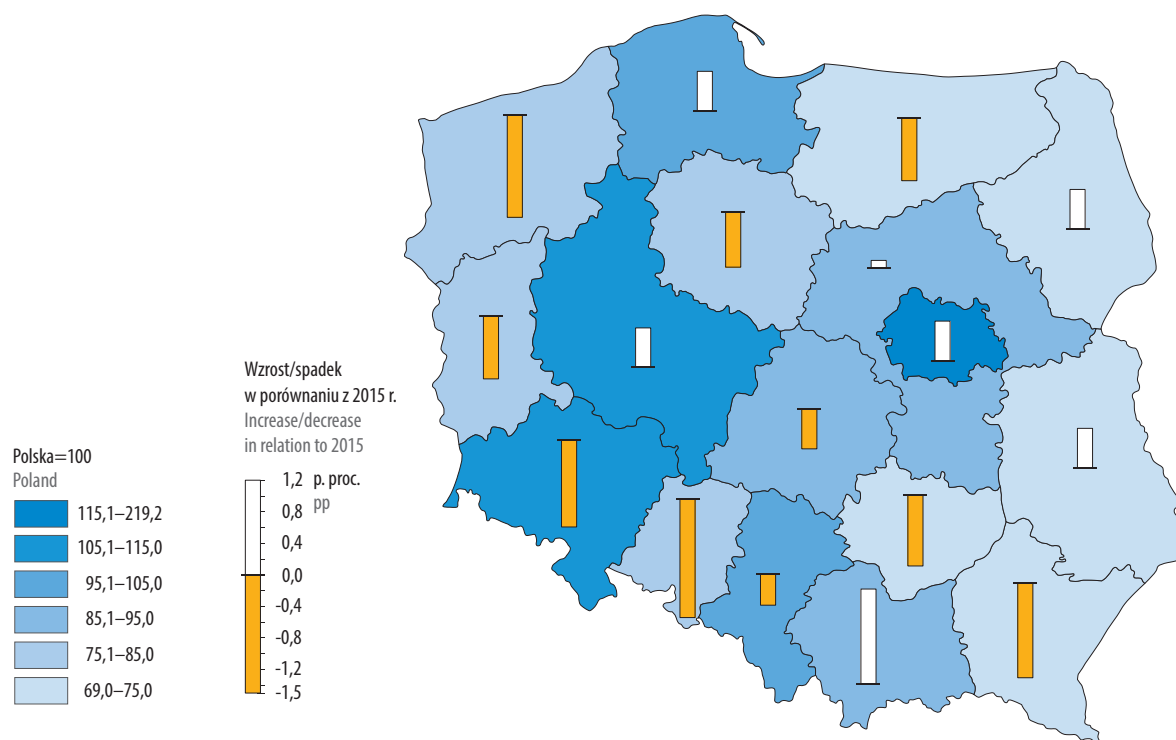 Wzrost/spadek
w porównaniu z 2015 r.
Increase/decrease
in relation to 2015
1,2 p. proc.
pp
0,8
0,4
0,0
-0,4
-0,8
-1,2
-1,5
Polska=100
Poland
115,1–219,2
105,1–115,0
95,1–105,0
85,1–95,0
75,1–85,0
69,0–75,0